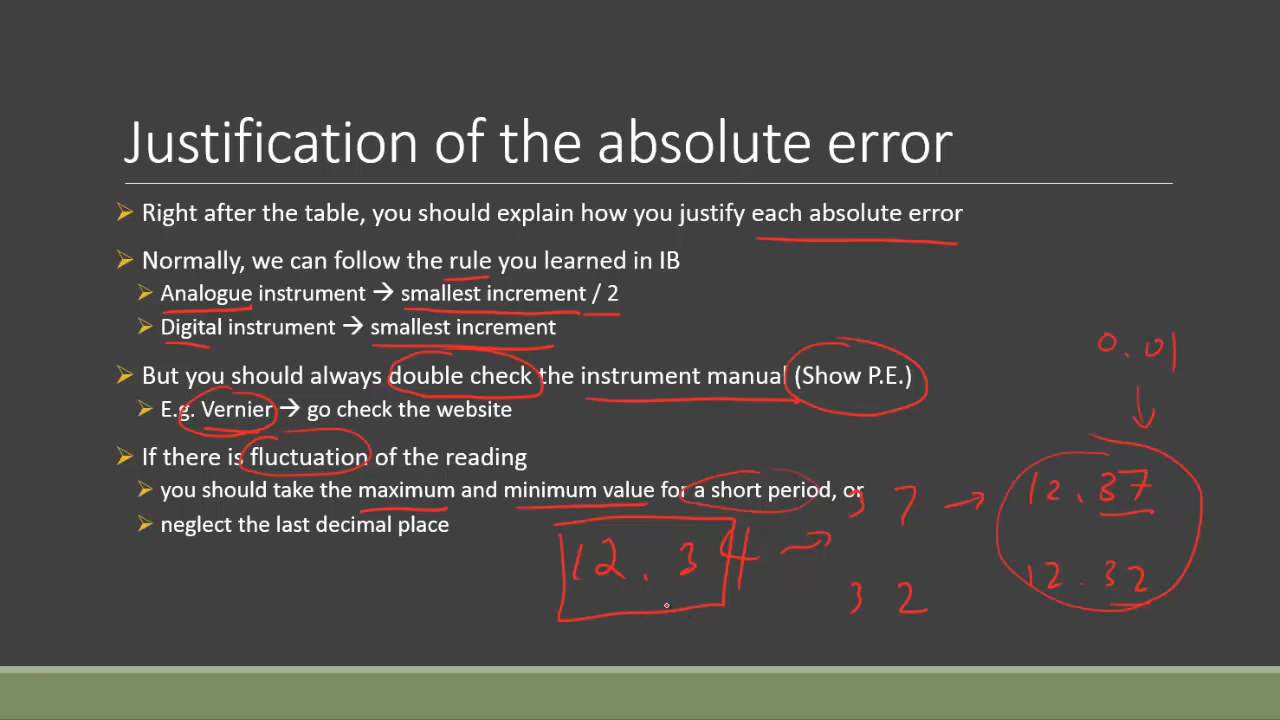 Justification of the absolute error
Right after the table, you should explain how you justify each absolute error
Normally, we can follow the rule you learned in IB
Analogue instrument → smallest increment / 2
Digital instrument → smallest increment
0.01
But you should always double check the instrument manual (Show P.E.)
E.g. Vernier → go check the website
If there is fluctuation of the reading
you should take the maximum and minimum value for a short period, or
37 → 12.37
neglect the last decimal place
12.34 →
32 12.32